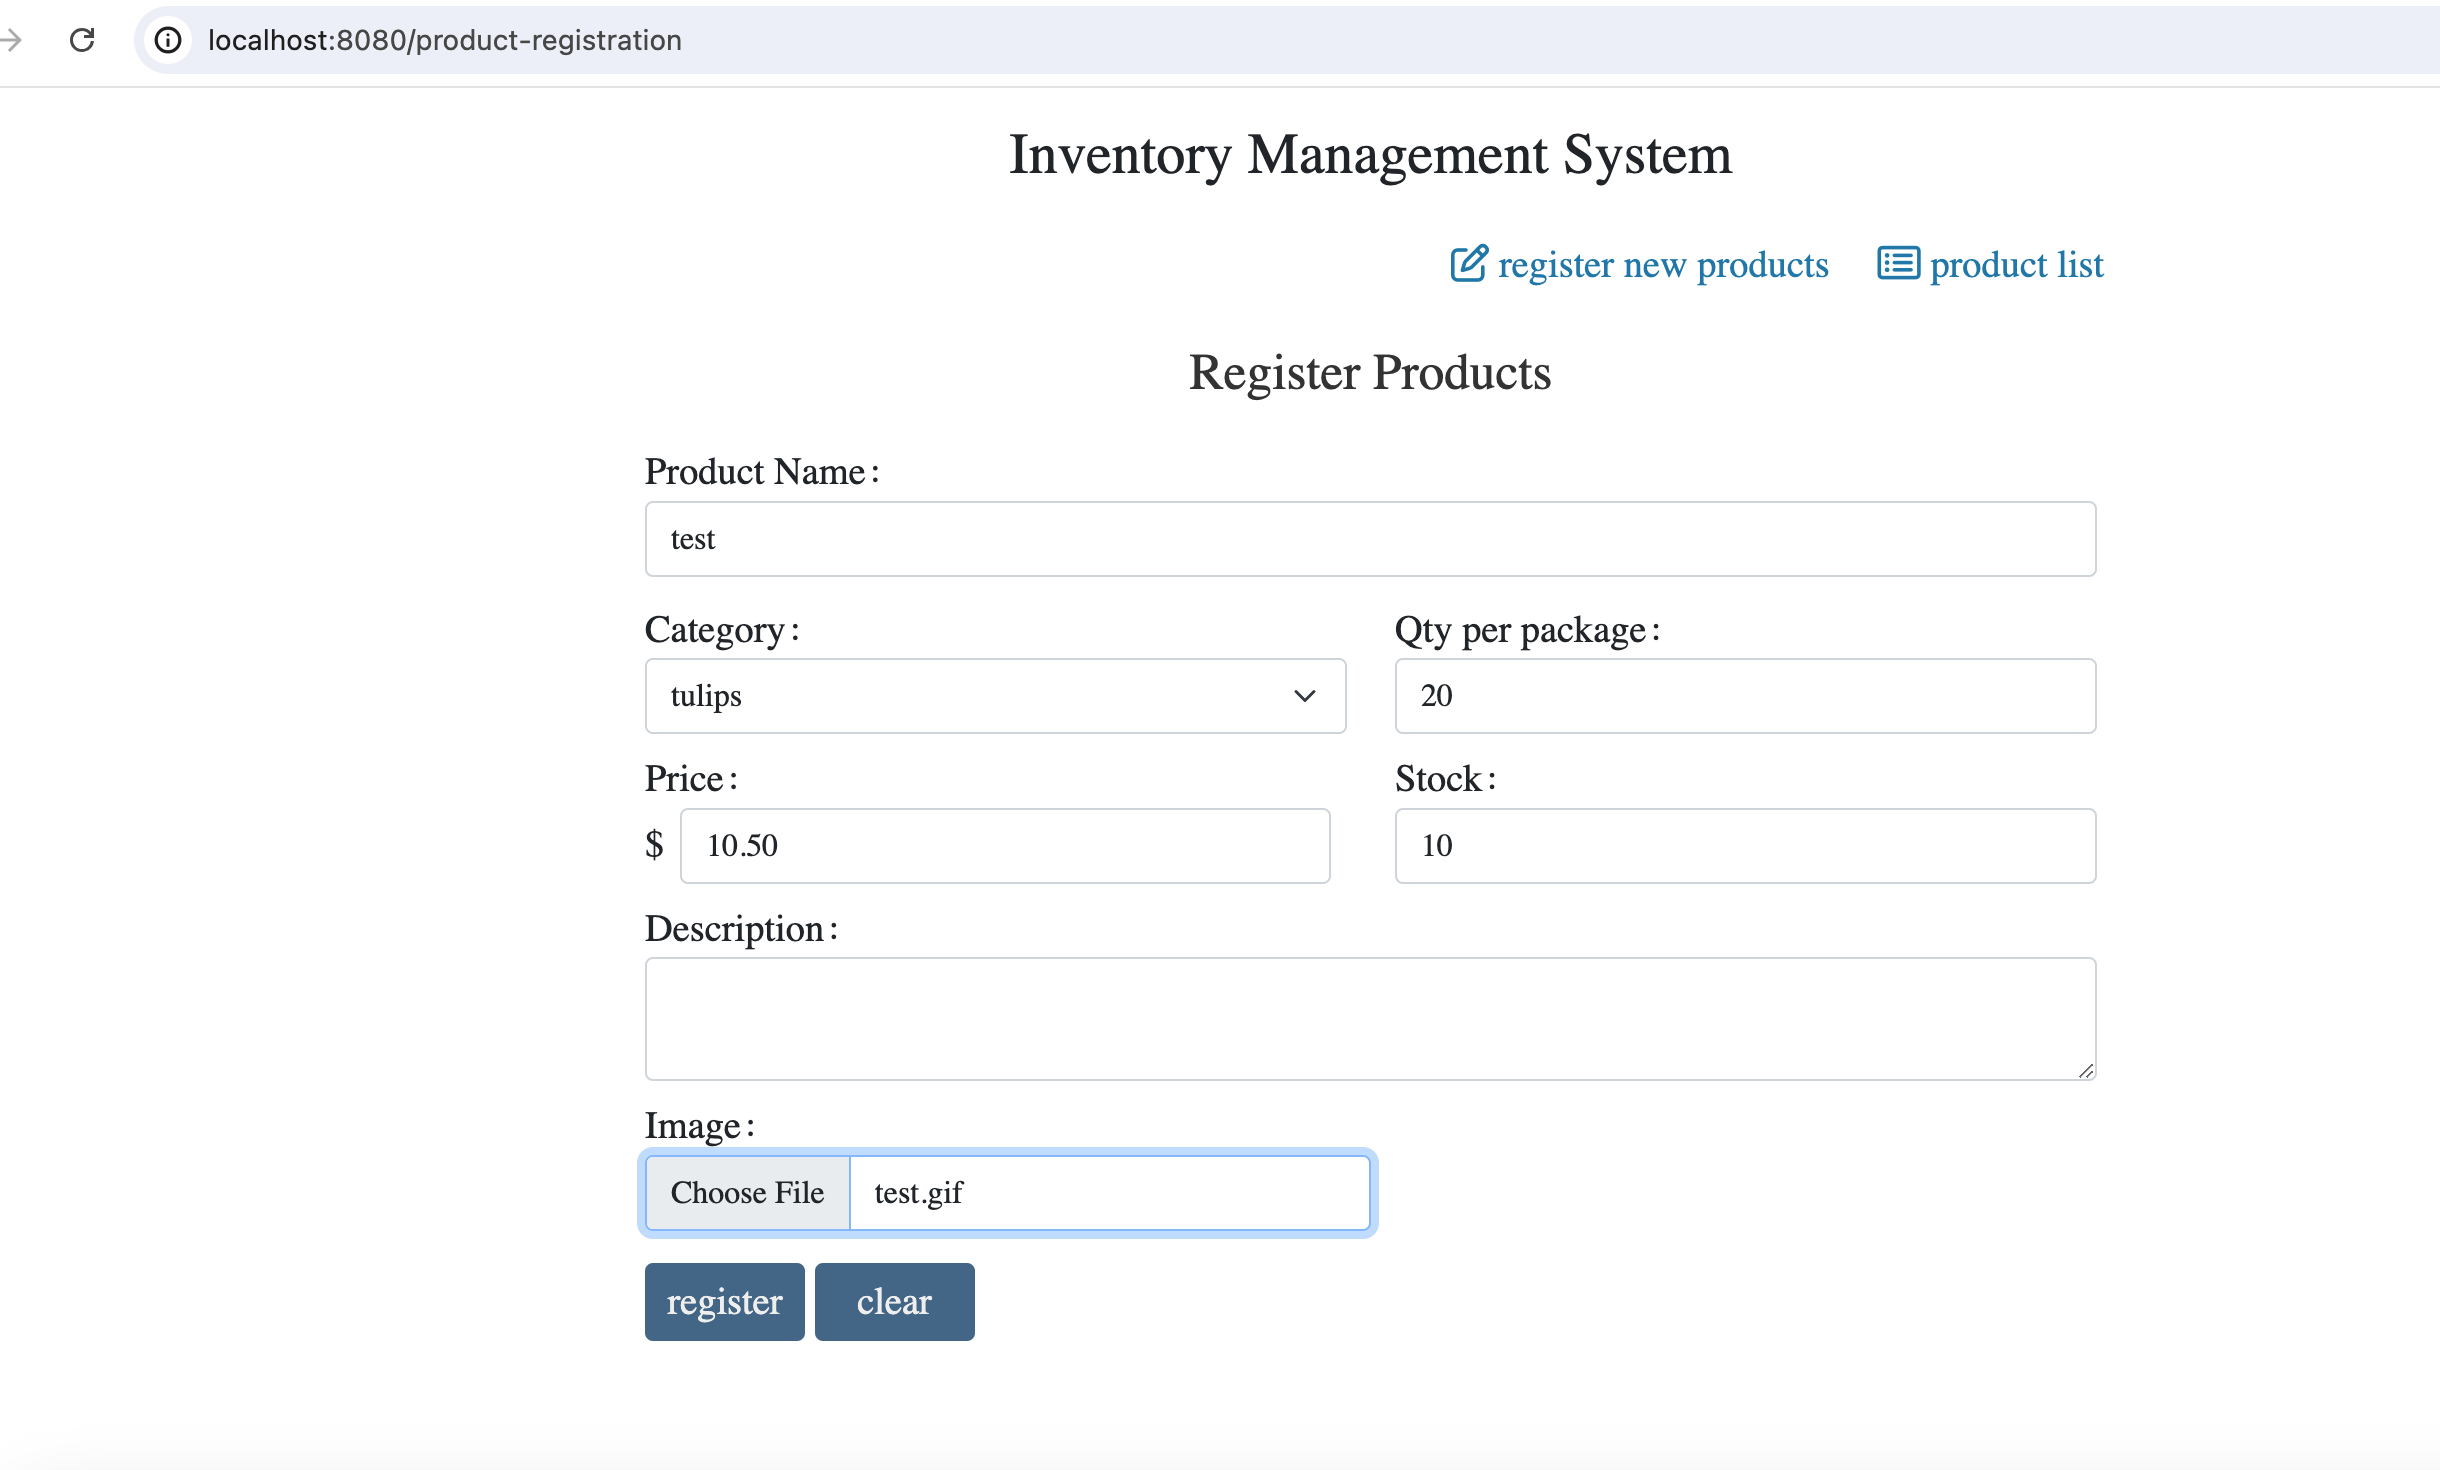 localhost:8080/product-registration
Inventory Management System
register new products product list
Register Products
Product Name:
test
Category: Qty per package:
tulips 20
Price: Stock:
$ 10.50 10
Description:
Image:
Choose File test.gif
register clear